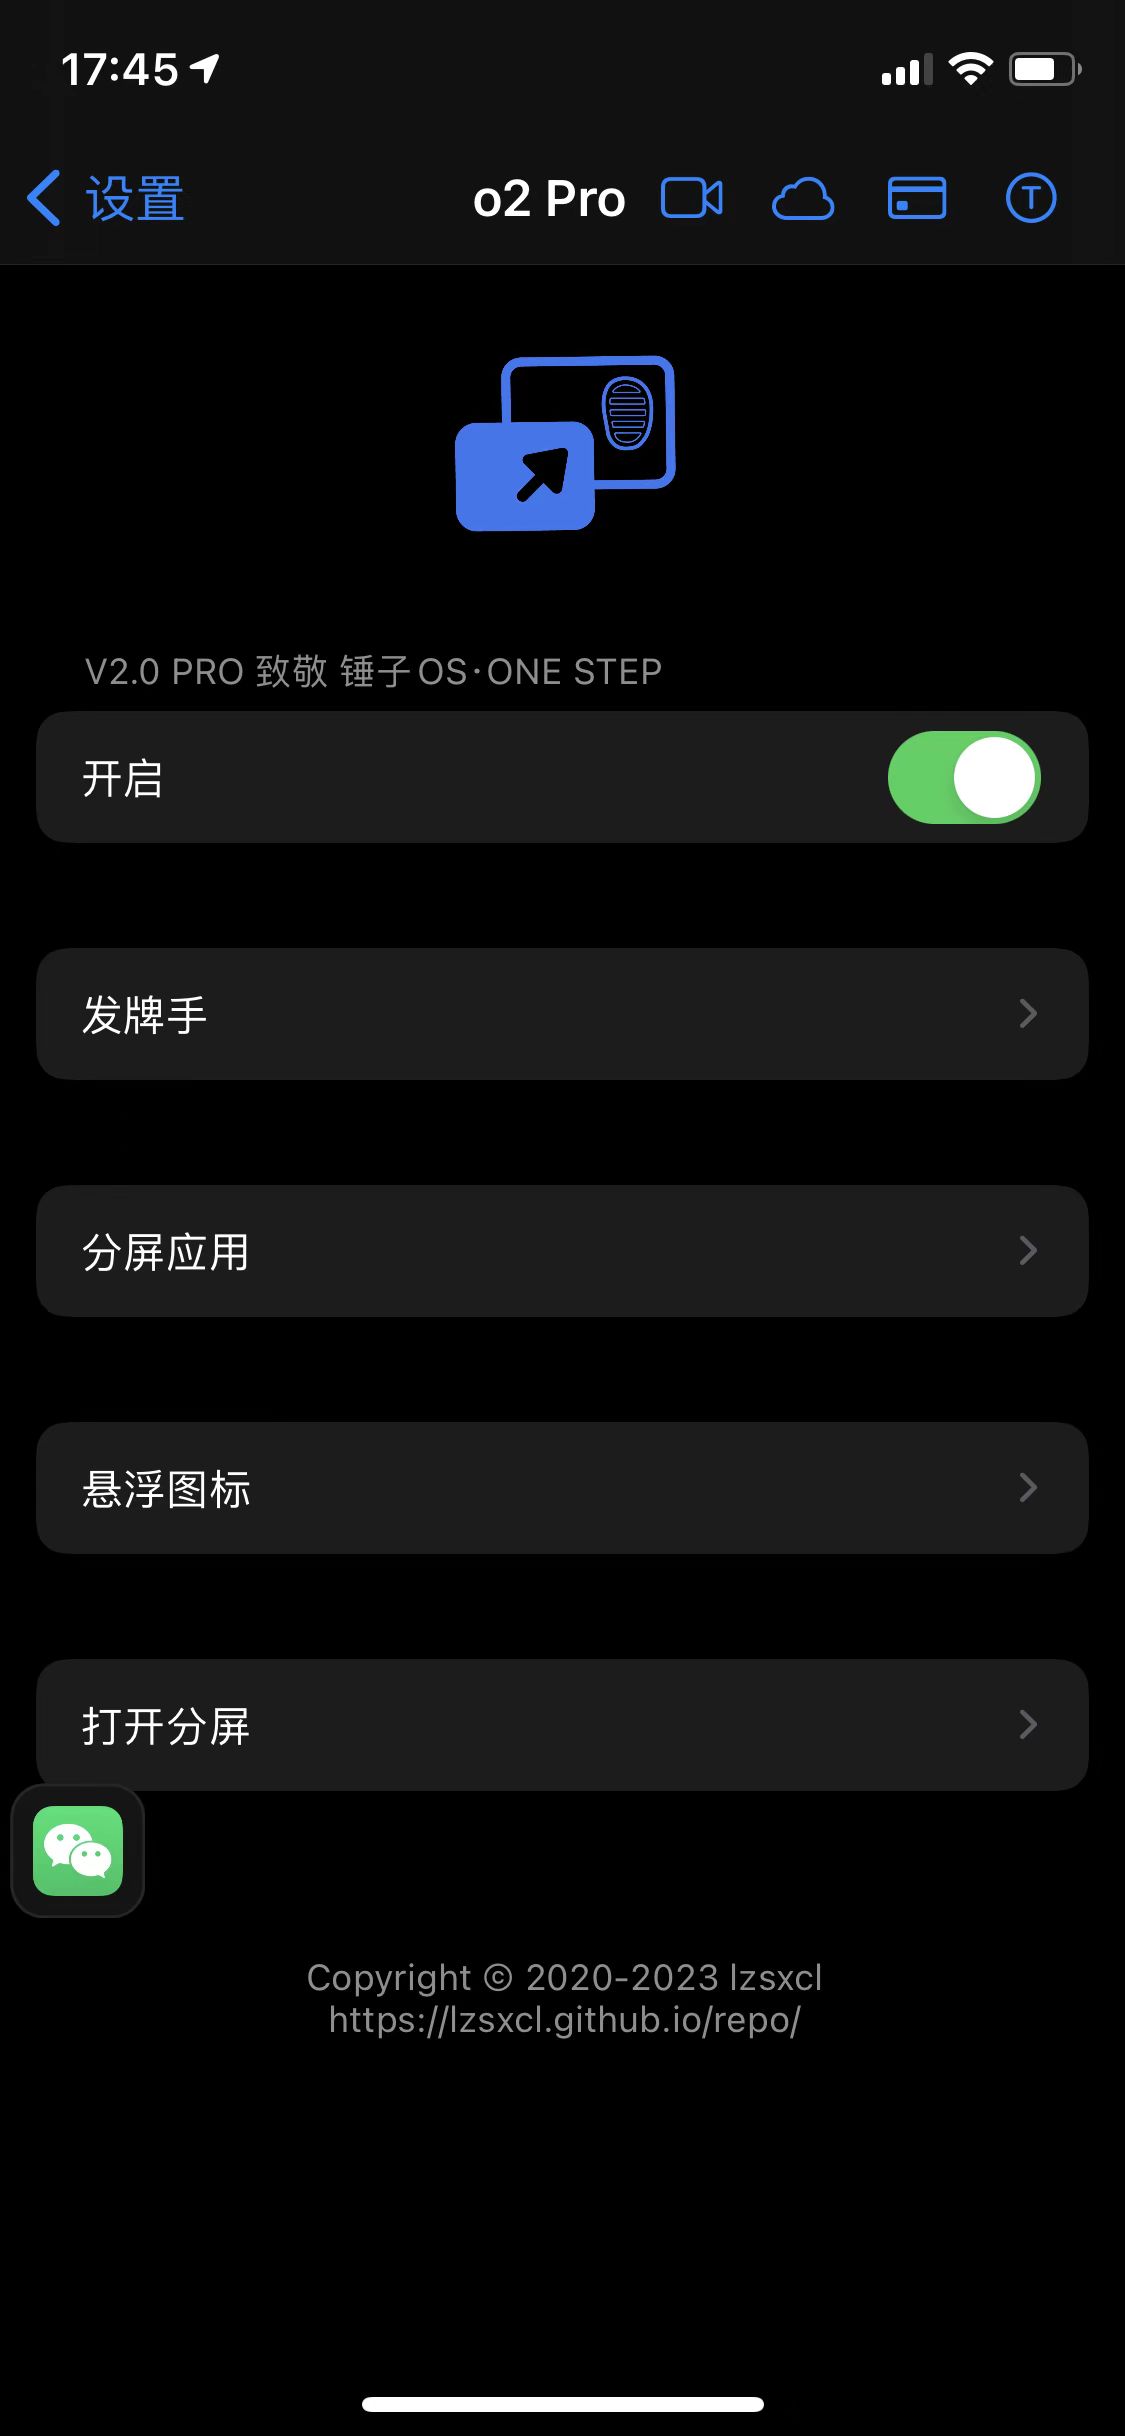 17:45
设置
o2 Pro
T
V2.0 PRO 致敬 锤子OS·ONE STEP
开启
发牌手
分屏应用
悬浮图标
打开分屏
Copyright © 2020-2023 lzsxcl
https://lzsxcl.github.io/repo/